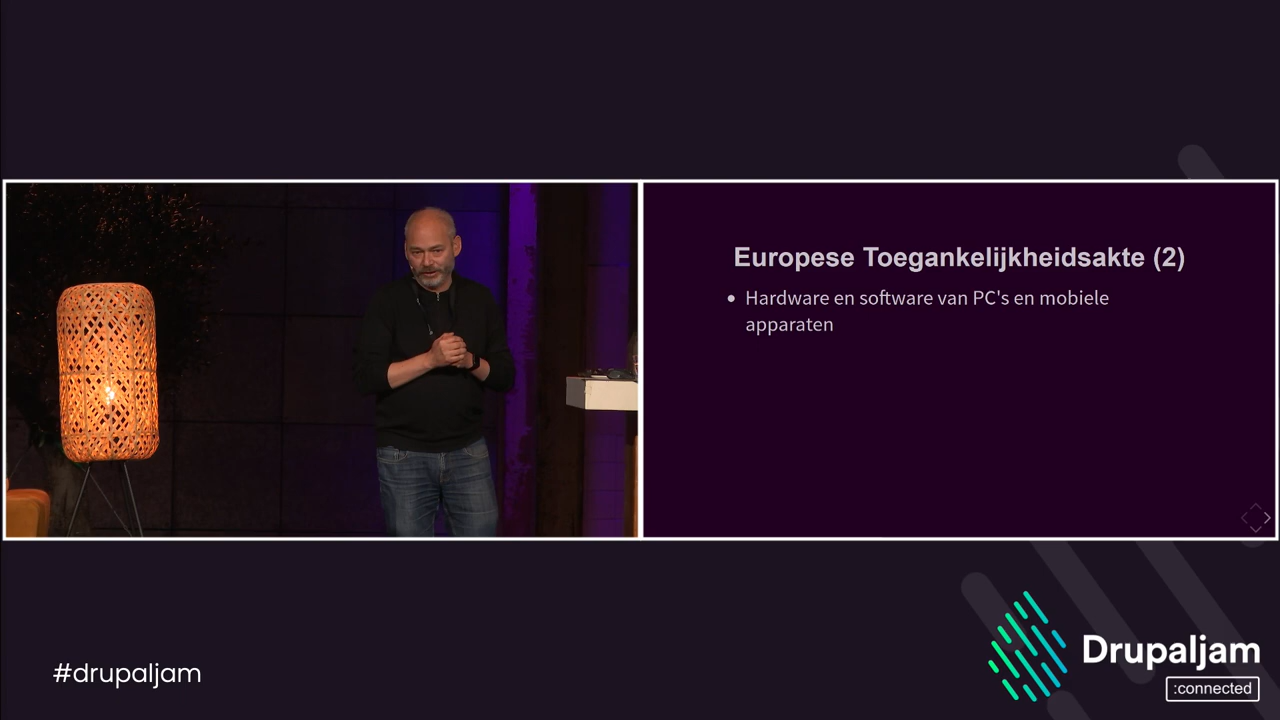 Europese Toegankelijkheidsakte (2)
Hardware en software van PC's en mobiele
apparaten
#drupaljam
Drupaljam
:connected